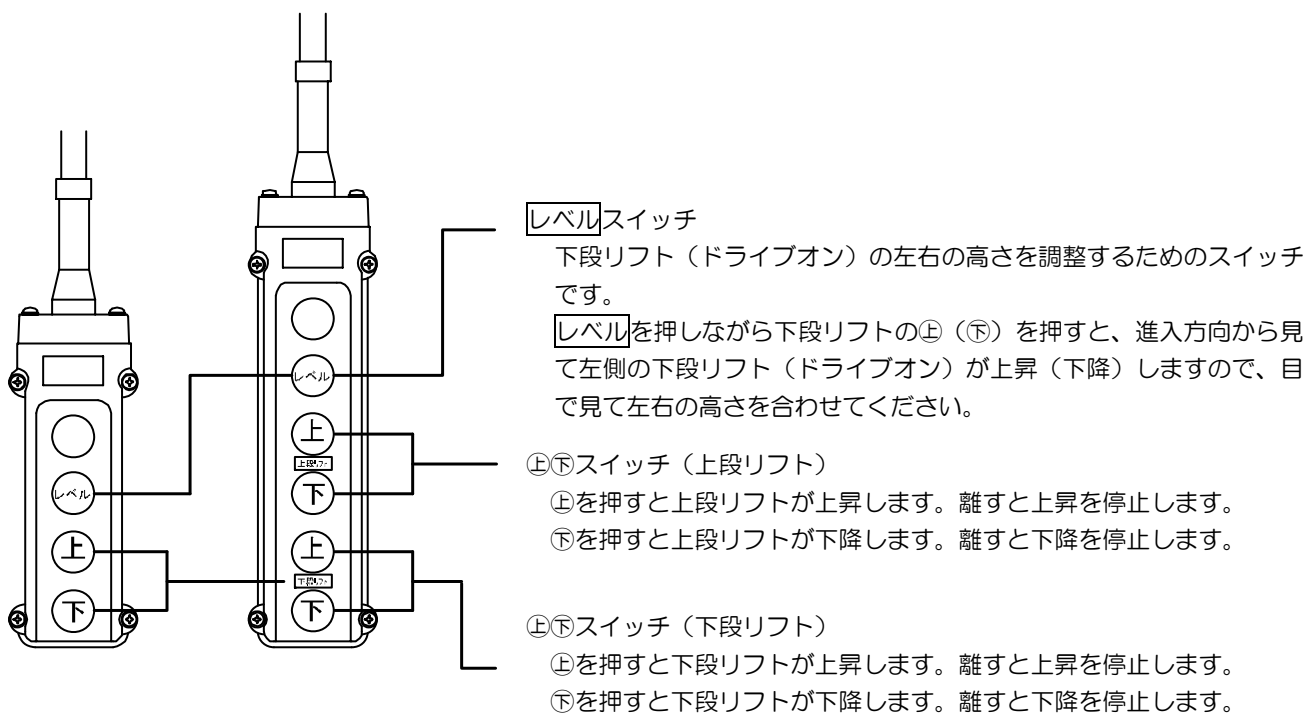 レベル
上
下
レベル
上
上段リフト
下
上
下段リフト
下
レベルスイッチ
下段リフト（ドライブオン）の左右の高さを調整するためのスイッチ
です。
レベルを押しながら下段リフトの㊤（㊦）を押すと、進入方向から見
て左側の下段リフト（ドライブオン）が上昇（下降）しますので、目
で見て左右の高さを合わせてください。
㊤㊦スイッチ（上段リフト）
㊤を押すと上段リフトが上昇します。離すと上昇を停止します。
㊦を押すと上段リフトが下降します。離すと下降を停止します。
㊤㊦スイッチ（下段リフト）
㊤を押すと下段リフトが上昇します。離すと上昇を停止します。
㊦を押すと下段リフトが下降します。離すと下降を停止します。